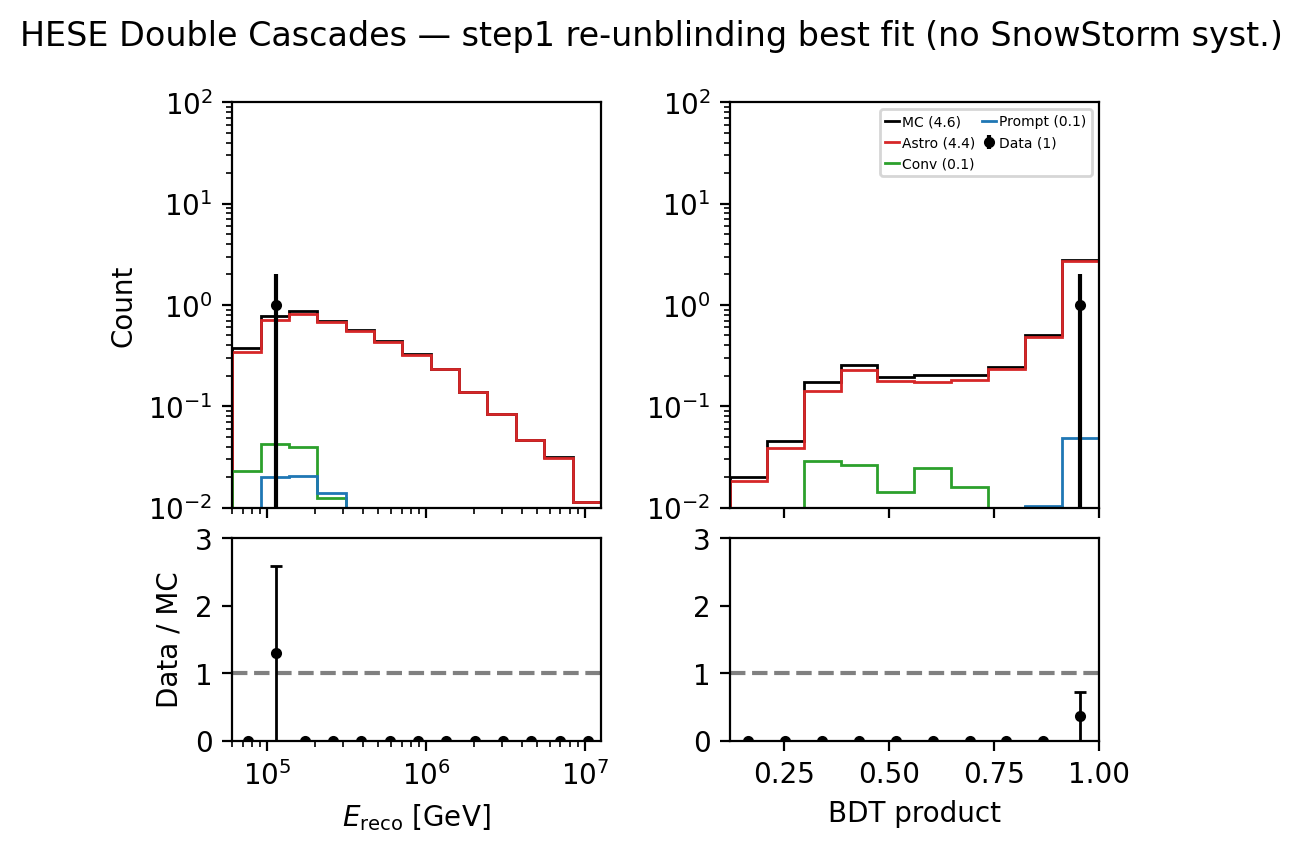 HESE Double Cascades — step1 re-unblinding best fit (no SnowStorm syst.)
10² 10¹ 10⁰ 10⁻¹ 10⁻²
Count
10² 10¹ 10⁰ 10⁻¹ 10⁻²
MC (4.6)
Astro (4.4)
Conv (0.1)
Prompt (0.1)
Data (1)
3 2 1 0
Data / MC
10⁵ 10⁶ 10⁷
E_reco [GeV]
3 2 1 0
0.25 0.50 0.75 1.00
BDT product